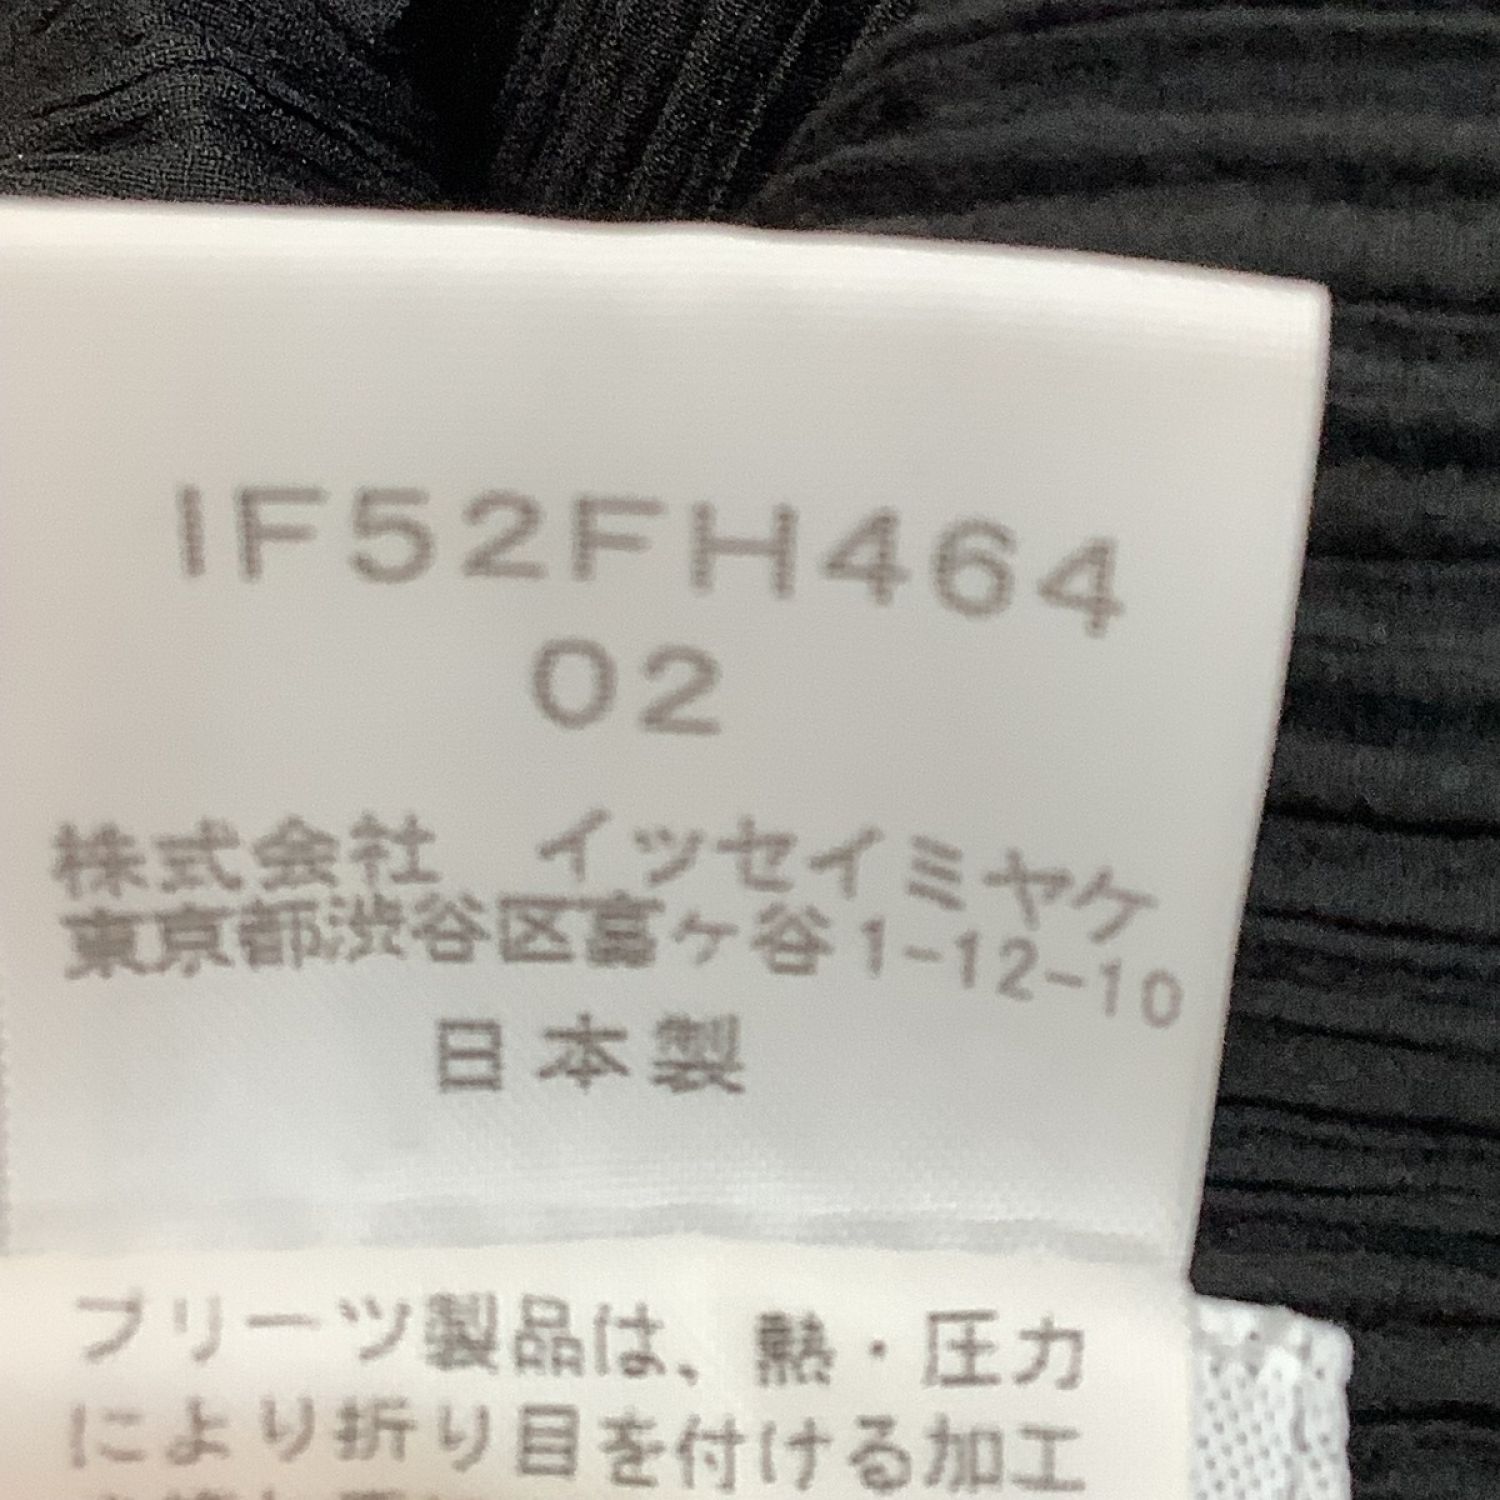 IF52FH464
02
株式会社　イッセイミヤケ
東京都渋谷区富ヶ谷1-12-10
日本製
プリーツ製品は、熱・圧力
により折り目を付ける加工